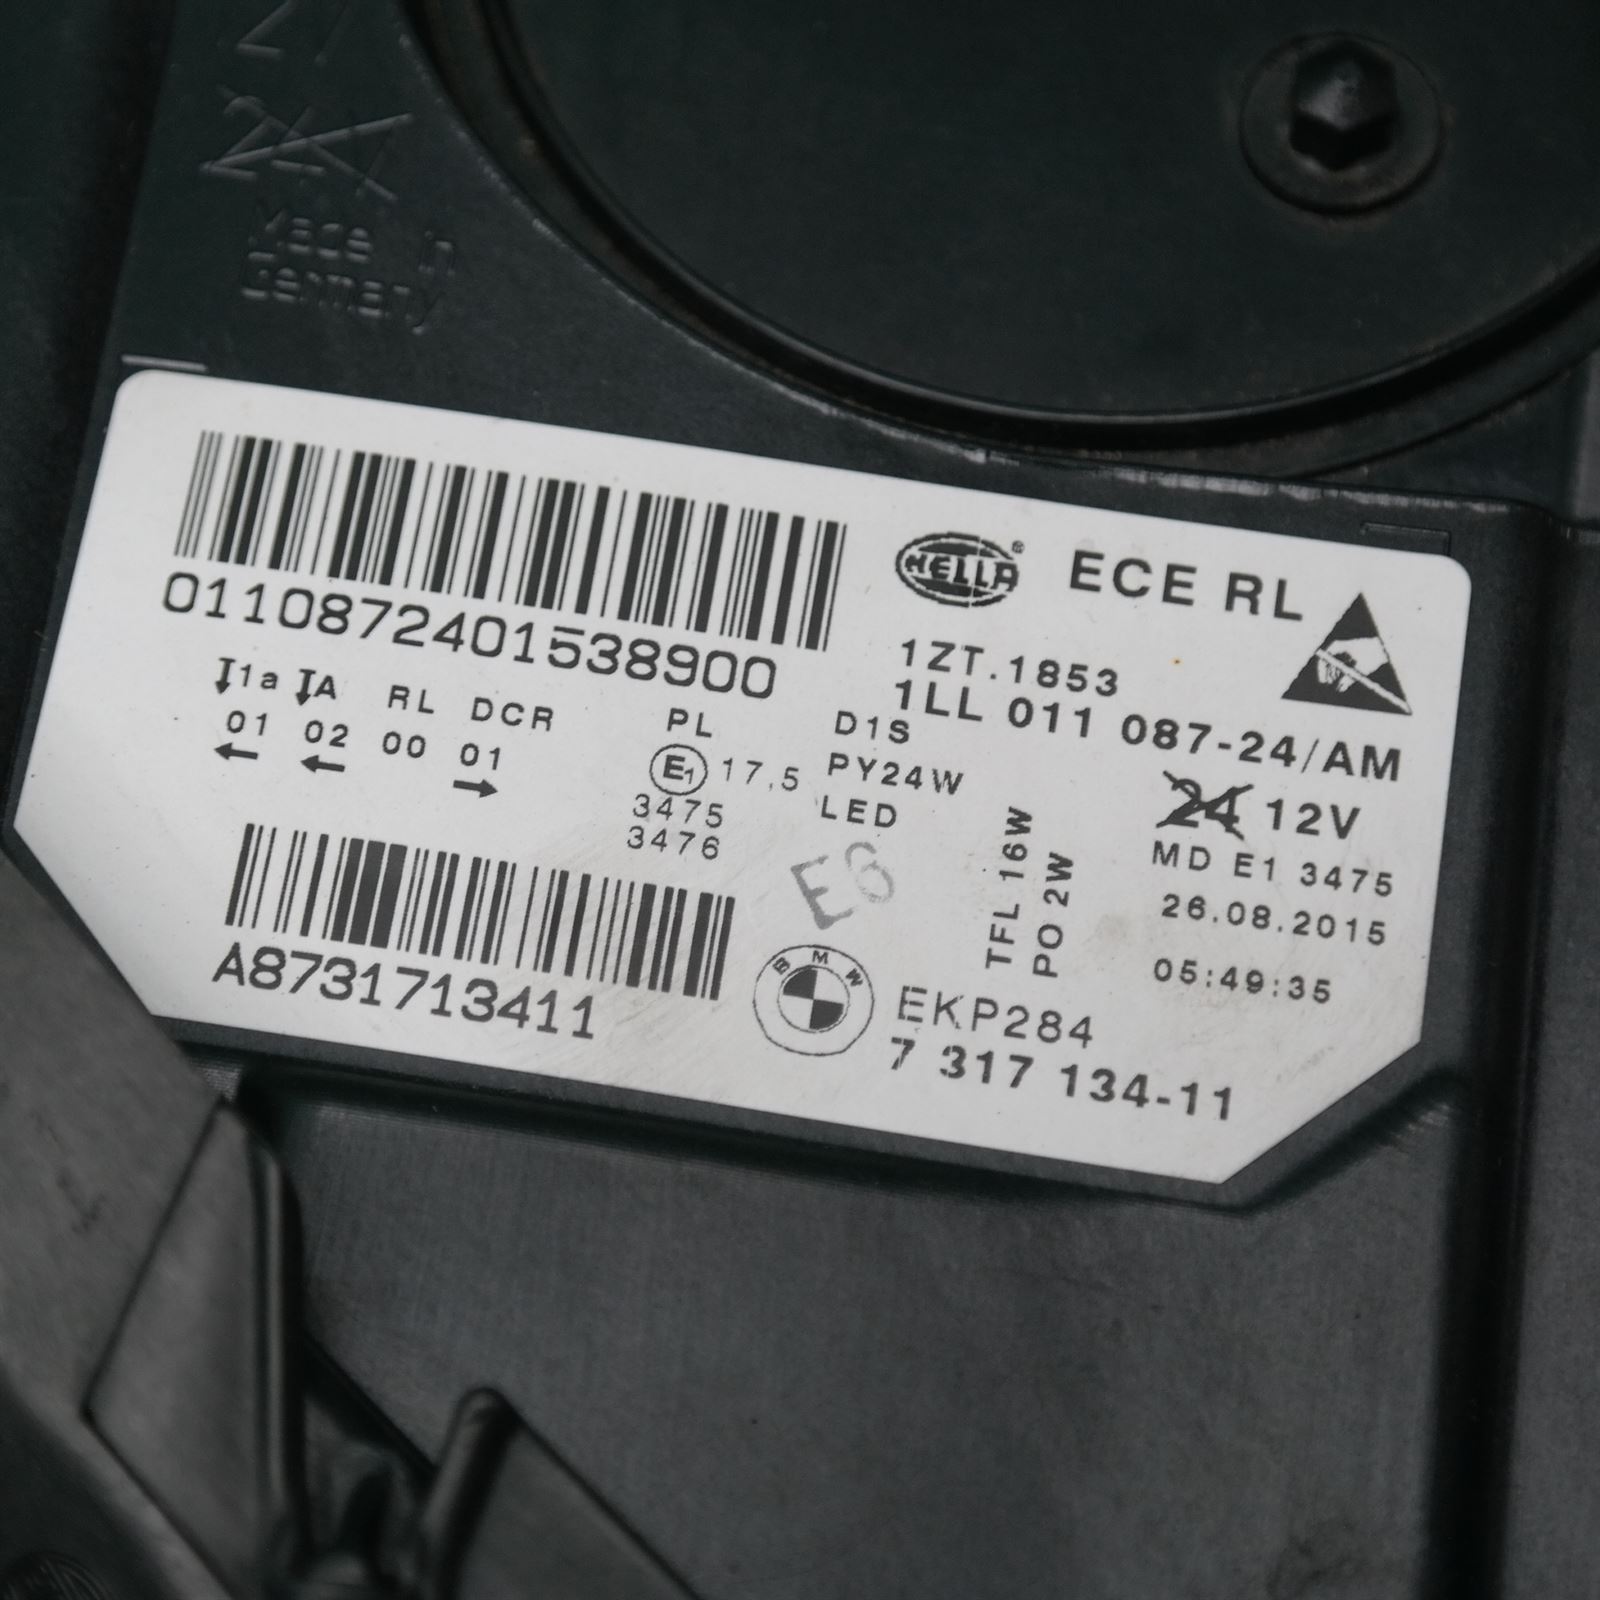 24
Made in
Germany
0110872401538900
HELLA® ECE RL
1ZT.1853
1LL 011 087-24/AM
1a A RL DCR
01 02 00 01
PL
E1 17,5
3475
3476
D1S
PY24W
LED
24 12V
MD E1 3475
26.08.2015
05:49:35
TFL 16W
PO 2W
E6
A8731713411
BMW
EKP284
7 317 134-11